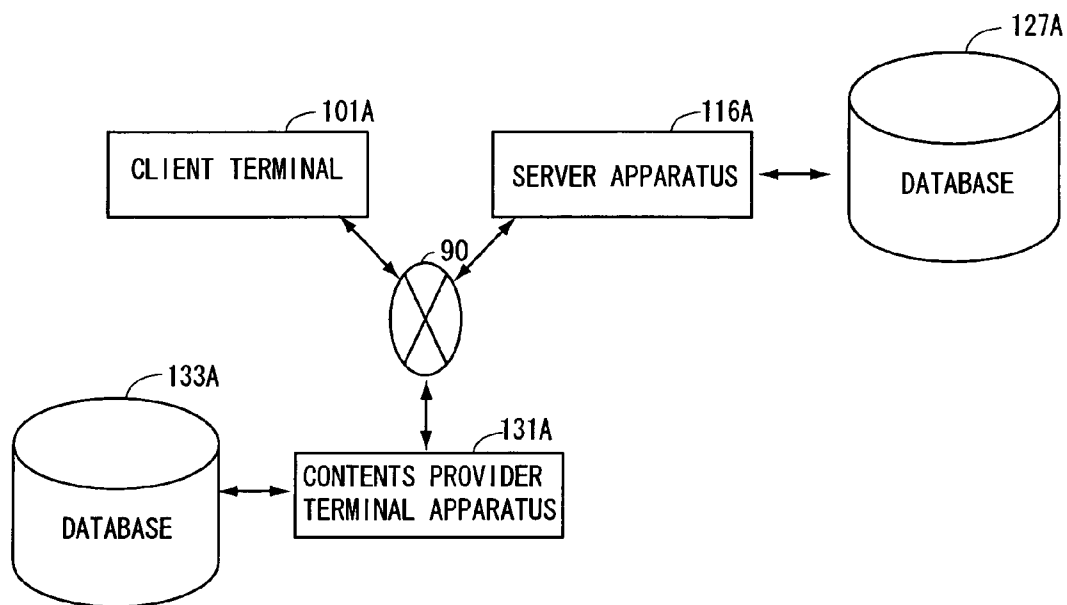 127A
101A
116A
CLIENT TERMINAL
SERVER APPARATUS
DATABASE
90
133A
131A
CONTENTS PROVIDER
TERMINAL APPARATUS
DATABASE